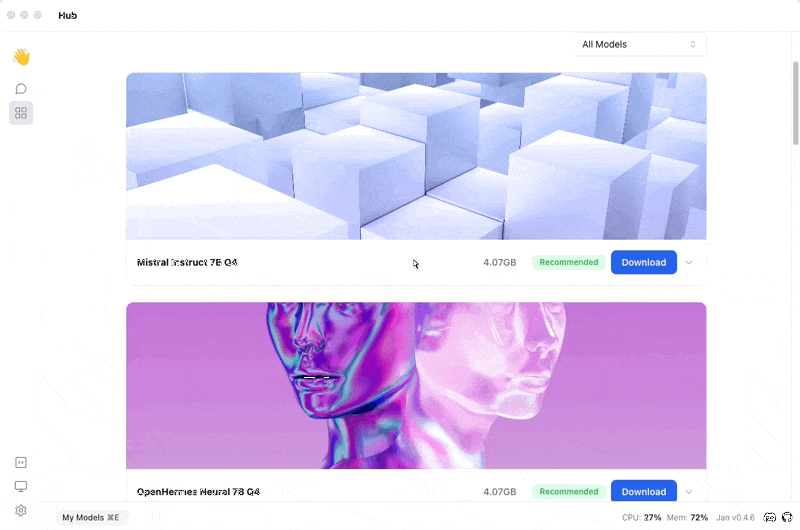 Hub
All Models
Mistral Instruct 7B Q4 4.07GB Recommended Download
OpenHermes Neural 7B Q4 4.07GB Recommended Download
My Models ⌘E CPU: 27% Mem: 72% Jan v0.4.6